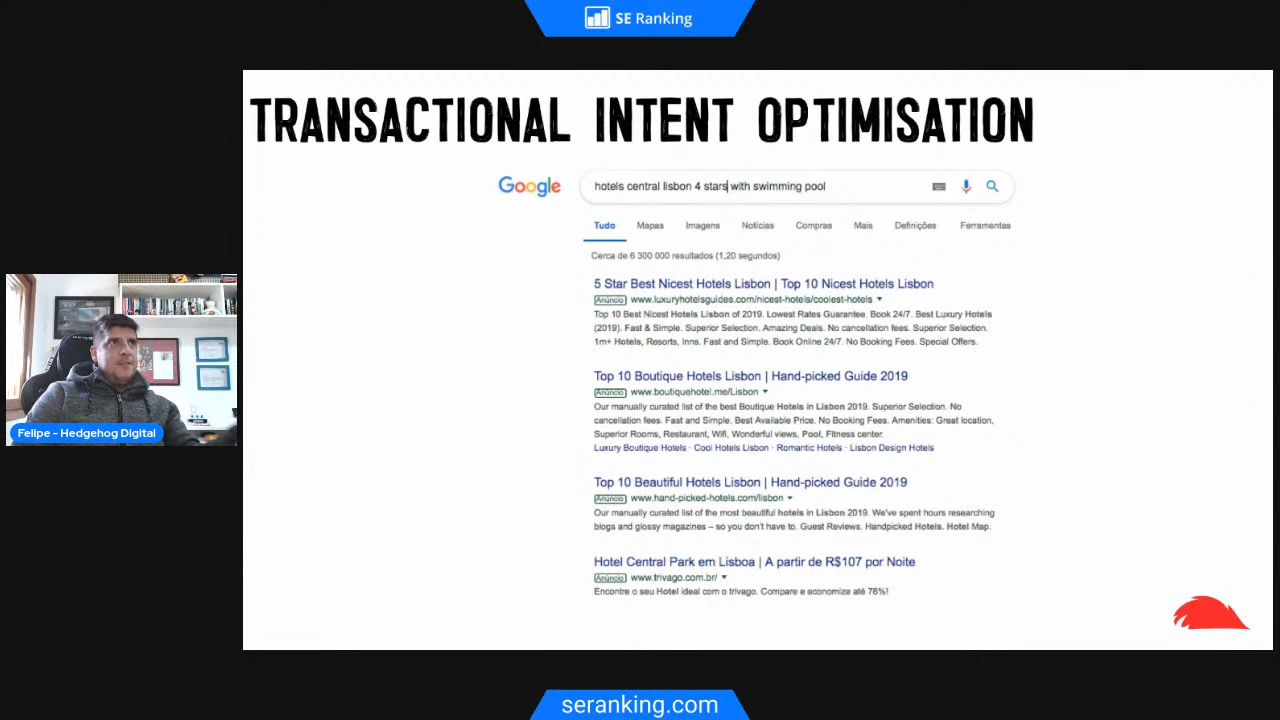 SE Ranking
TRANSACTIONAL INTENT OPTIMISATION
Google
hotels central lisbon 4 stars with swimming pool
Tudo Mapas Imagens Notícias Compras Mais Definições Ferramentas
Cerca de 6 300 000 resultados (1,20 segundos)
5 Star Best Nicest Hotels Lisbon | Top 10 Nicest Hotels Lisbon
Anúncio www.luxuryhotelsguides.com/nicest-hotels/coolest-hotels
Top 10 Best Nicest Hotels Lisbon of 2019. Lowest Rates Guarantee. Book 24/7. Best Luxury Hotels
(2019). Fast & Simple. Superior Selection. Amazing Deals. No cancellation fees. Superior Selection.
1m+ Hotels, Resorts, Inns. Fast and Simple. Book Online 24/7. No Booking Fees. Special Offers.
Top 10 Boutique Hotels Lisbon | Hand-picked Guide 2019
Anúncio www.boutiquehotel.me/Lisbon
Our manually curated list of the best Boutique Hotels in Lisbon 2019. Superior Selection. No
cancellation fees. Fast and Simple. Best Available Price. No Booking Fees. Amenities: Great location,
Superior Rooms, Restaurant, Wifi, Wonderful views, Pool, Fitness center.
Luxury Boutique Hotels · Cool Hotels Lisbon · Romantic Hotels · Lisbon Design Hotels
Top 10 Beautiful Hotels Lisbon | Hand-picked Guide 2019
Anúncio www.hand-picked-hotels.com/lisbon
Our manually curated list of the most beautiful hotels in Lisbon 2019. We've spent hours researching
blogs and glossy magazines – so you don't have to. Guest Reviews. Handpicked Hotels. Hotel Map.
Hotel Central Park em Lisboa | A partir de R$107 por Noite
Anúncio www.trivago.com.br/
Encontre o seu Hotel ideal com o trivago. Compare e economize até 78%!
Felipe - Hedgehog Digital
seranking.com